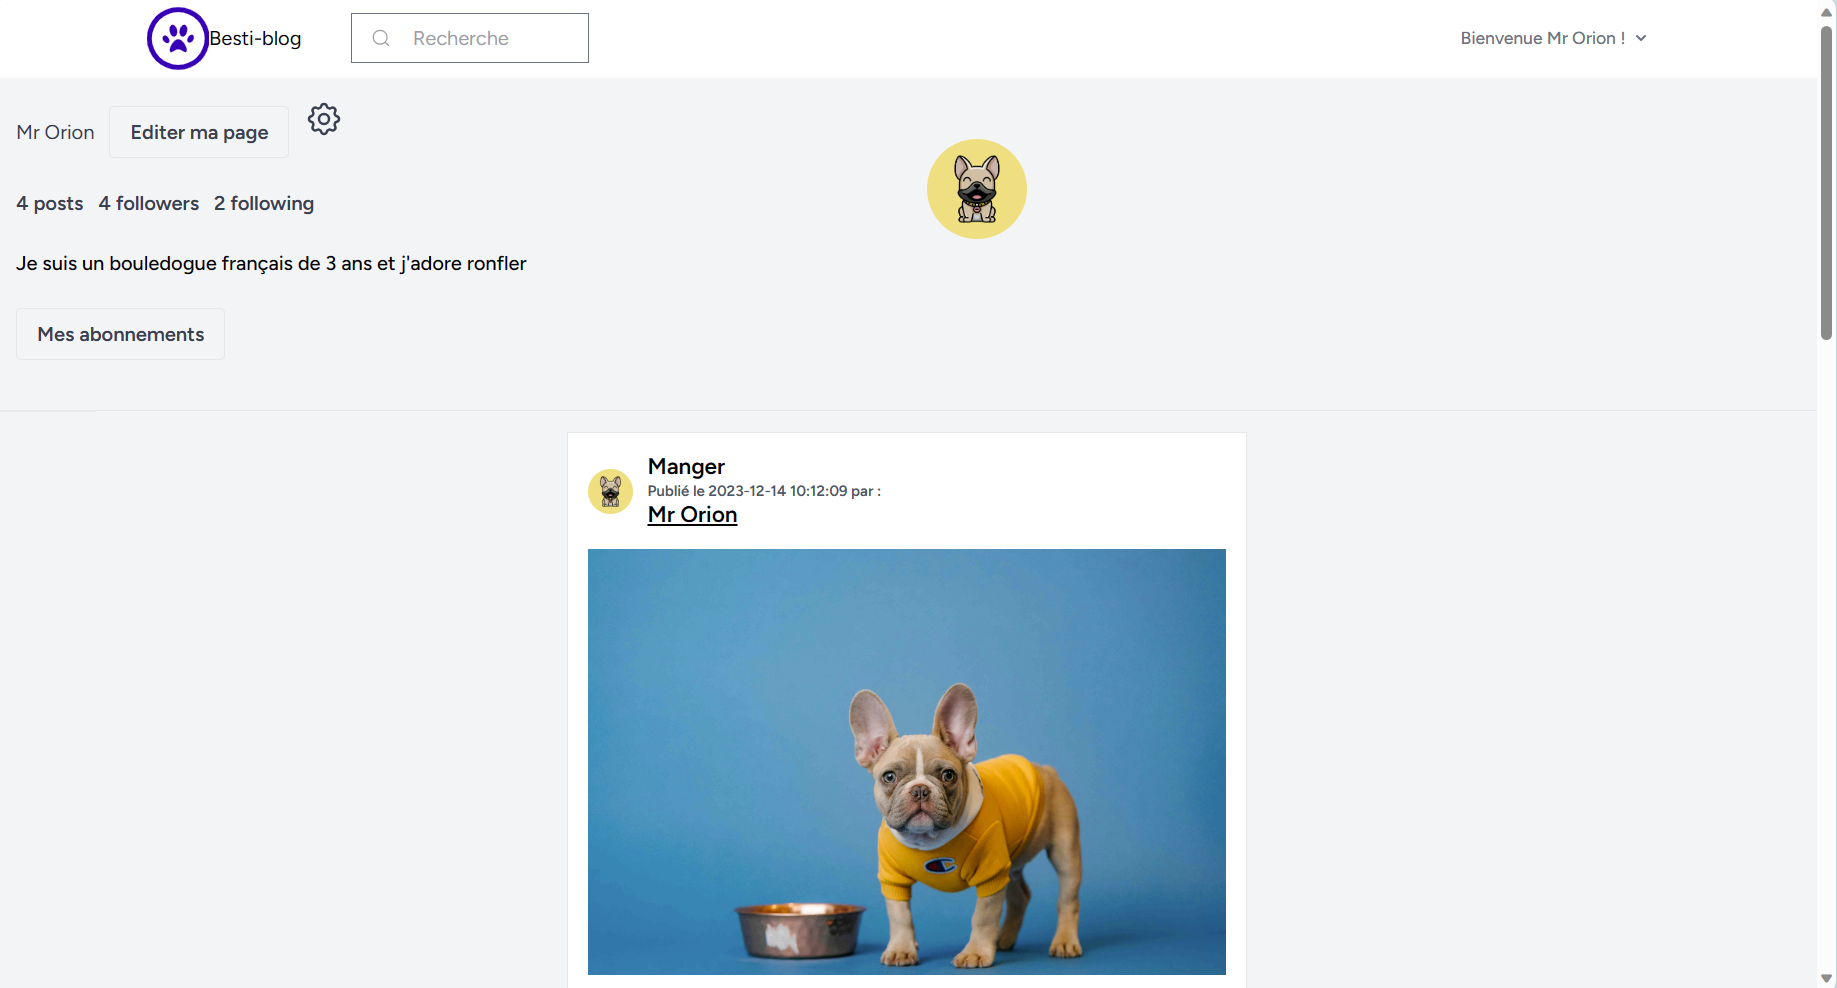 Besti-blog
Recherche
Bienvenue Mr Orion !
Mr Orion
Editer ma page
4 posts 4 followers 2 following
Je suis un bouledogue français de 3 ans et j'adore ronfler
Mes abonnements
Manger
Publié le 2023-12-14 10:12:09 par :
Mr Orion